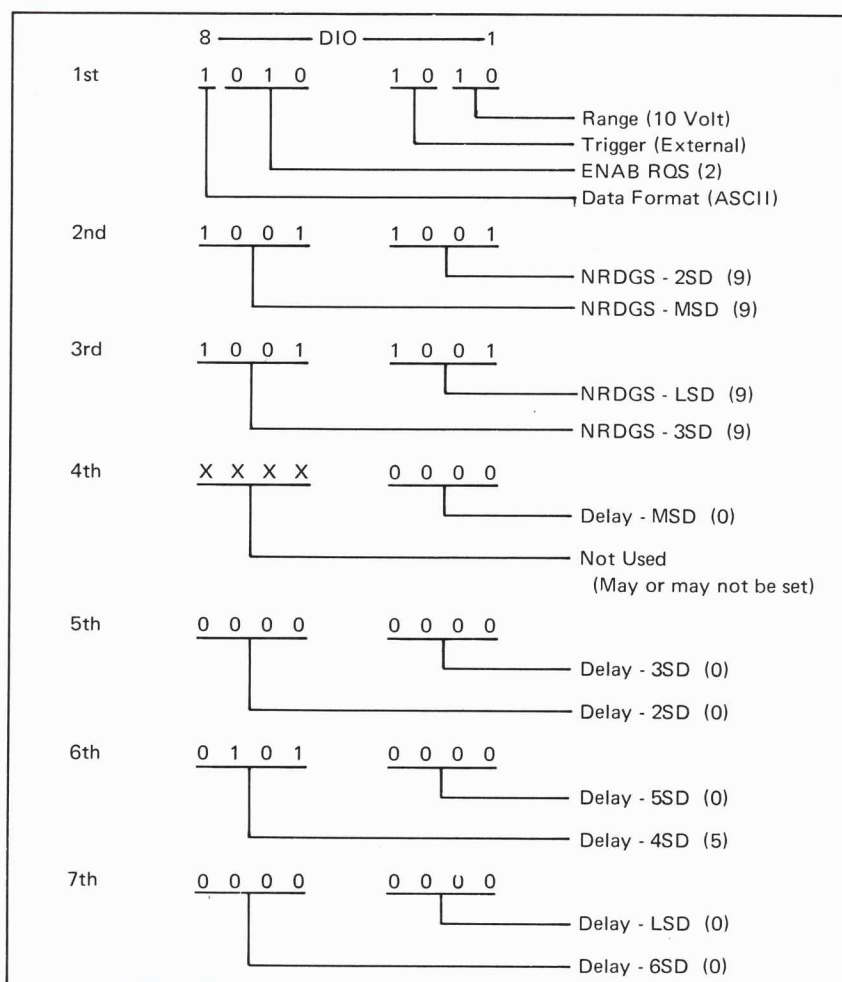 8 DIO 1
1st 1 0 1 0 1 0 1 0
Range (10 Volt)
Trigger (External)
ENAB RQS (2)
Data Format (ASCII)
2nd 1 0 0 1 1 0 0 1
NRDGS - 2SD (9)
NRDGS - MSD (9)
3rd 1 0 0 1 1 0 0 1
NRDGS - LSD (9)
NRDGS - 3SD (9)
4th X X X X 0 0 0 0
Delay - MSD (0)
Not Used
(May or may not be set)
5th 0 0 0 0 0 0 0 0
Delay - 3SD (0)
Delay - 2SD (0)
6th 0 1 0 1 0 0 0 0
Delay - 5SD (0)
Delay - 4SD (5)
7th 0 0 0 0 0 0 0 0
Delay - LSD (0)
Delay - 6SD (0)